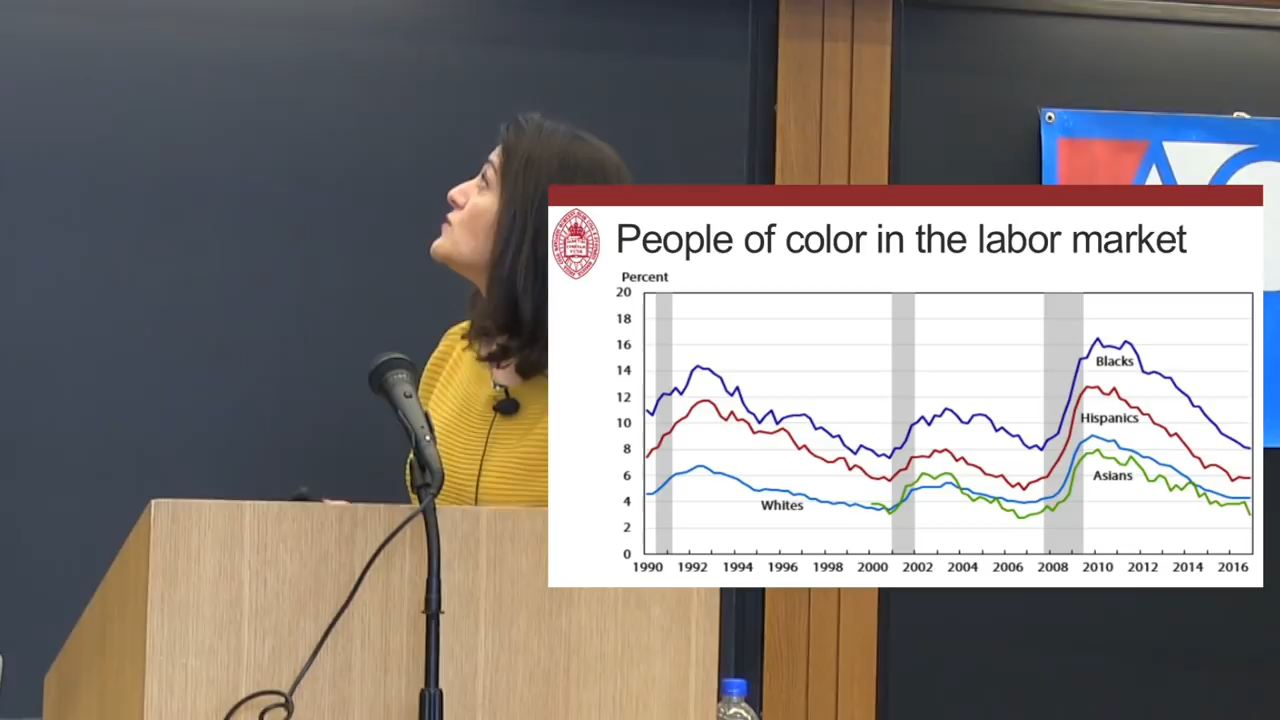 People of color in the labor market
Percent
20
18
16
14
12
10
8
6
4
2
0
Blacks
Hispanics
Asians
Whites
1990 1992 1994 1996 1998 2000 2002 2004 2006 2008 2010 2012 2014 2016